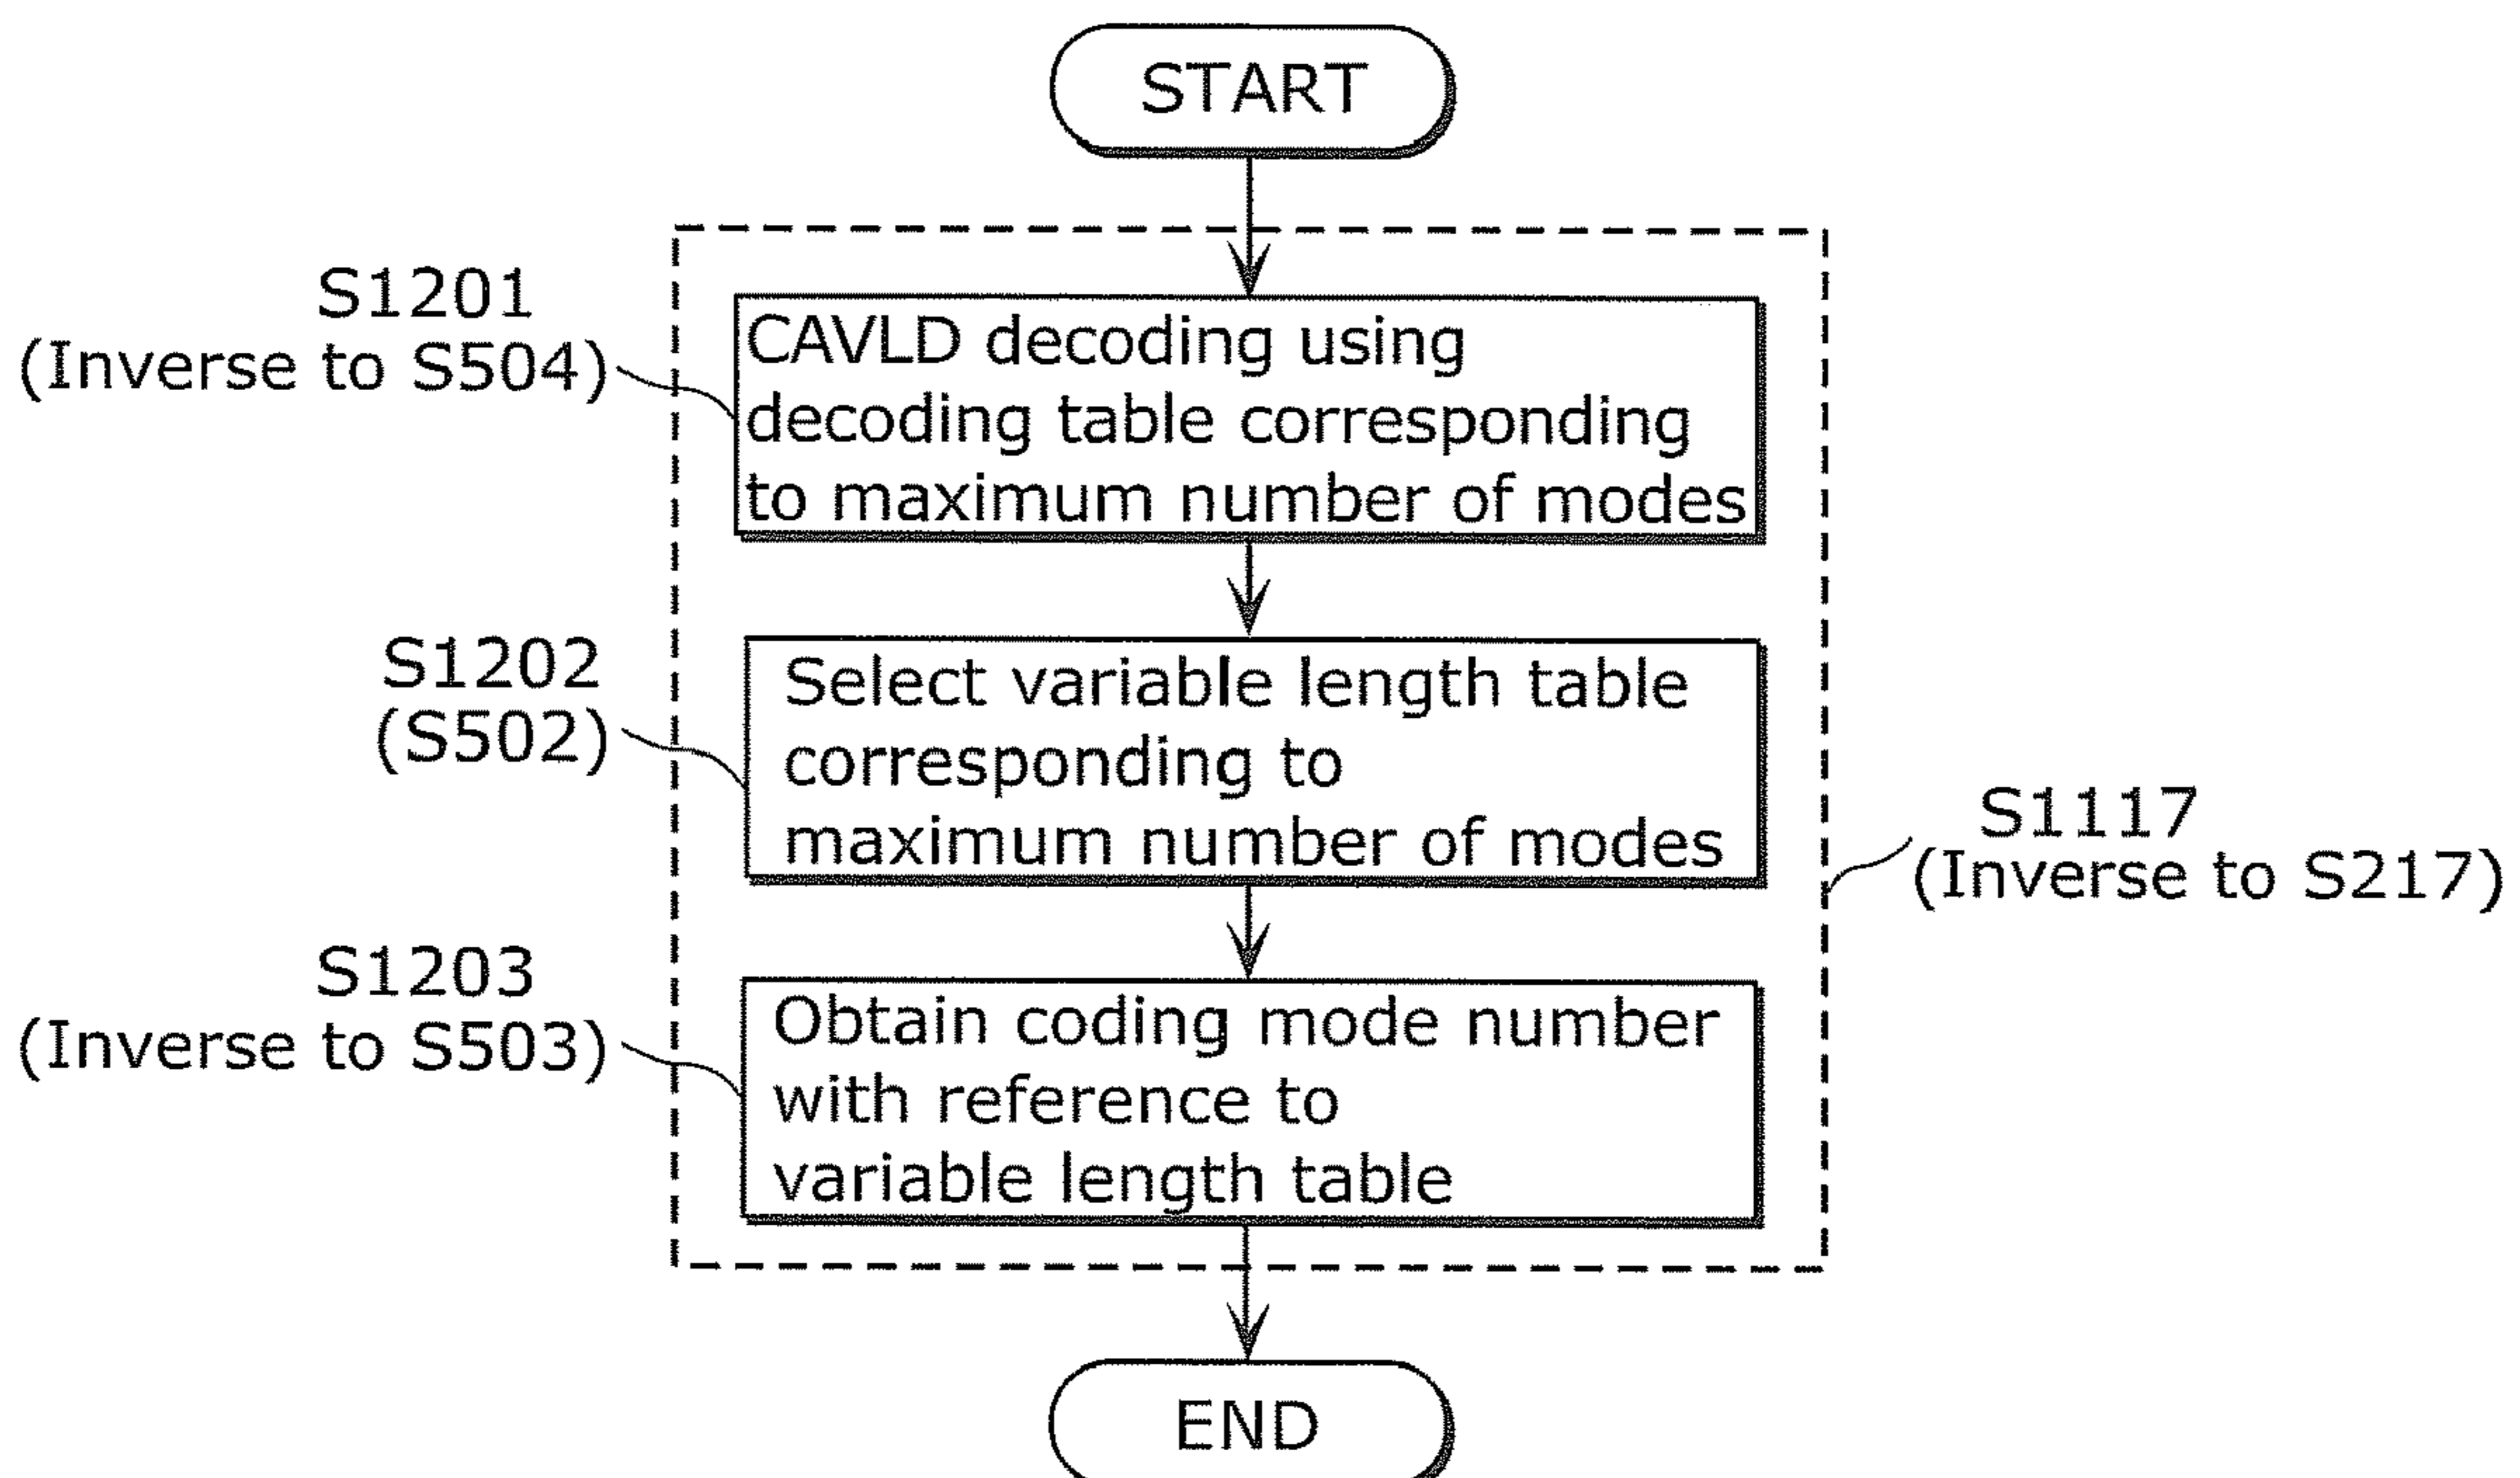 START
S1201
(Inverse to S504)
CAVLD decoding using
decoding table corresponding
to maximum number of modes
S1202
(S502)
Select variable length table
corresponding to
maximum number of modes
S1117
(Inverse to S217)
S1203
(Inverse to S503)
Obtain coding mode number
with reference to
variable length table
END